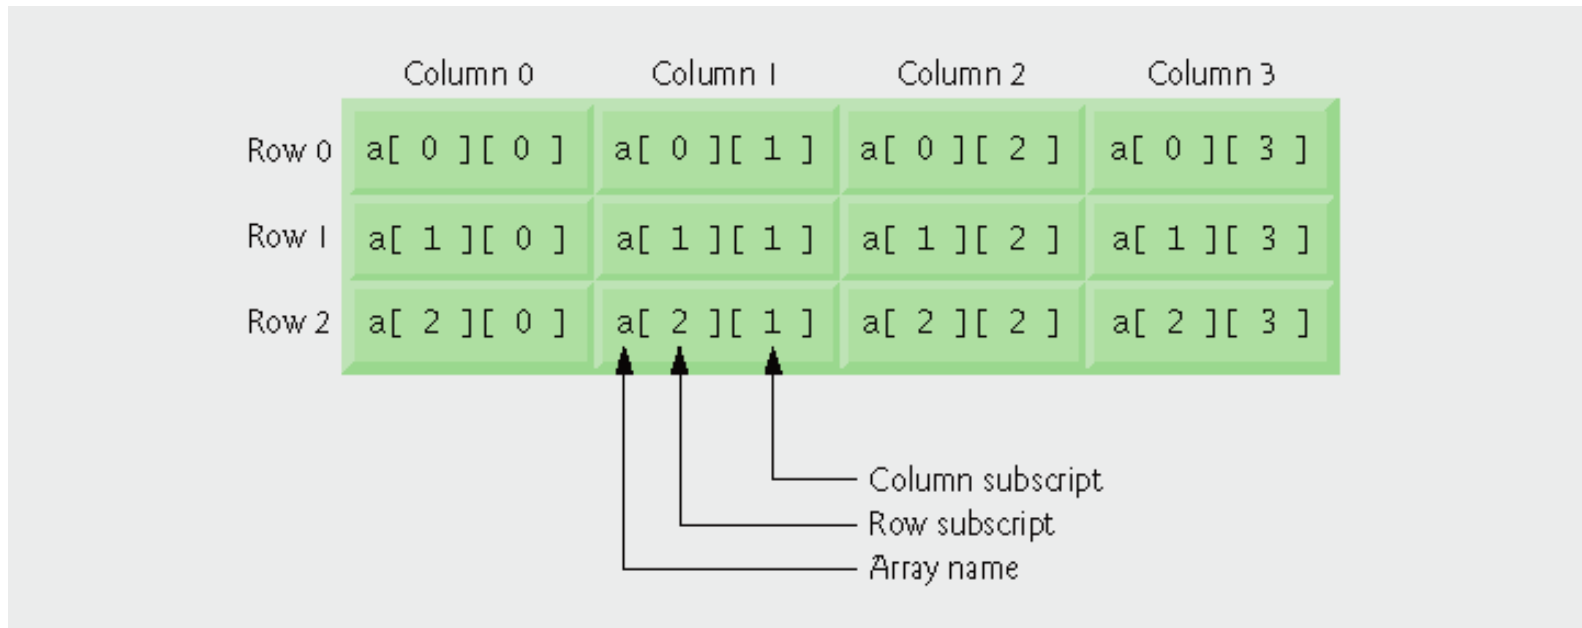 Column 0 Column 1 Column 2 Column 3
Row 0 a[ 0 ][ 0 ] a[ 0 ][ 1 ] a[ 0 ][ 2 ] a[ 0 ][ 3 ]
Row 1 a[ 1 ][ 0 ] a[ 1 ][ 1 ] a[ 1 ][ 2 ] a[ 1 ][ 3 ]
Row 2 a[ 2 ][ 0 ] a[ 2 ][ 1 ] a[ 2 ][ 2 ] a[ 2 ][ 3 ]
Column subscript
Row subscript
Array name